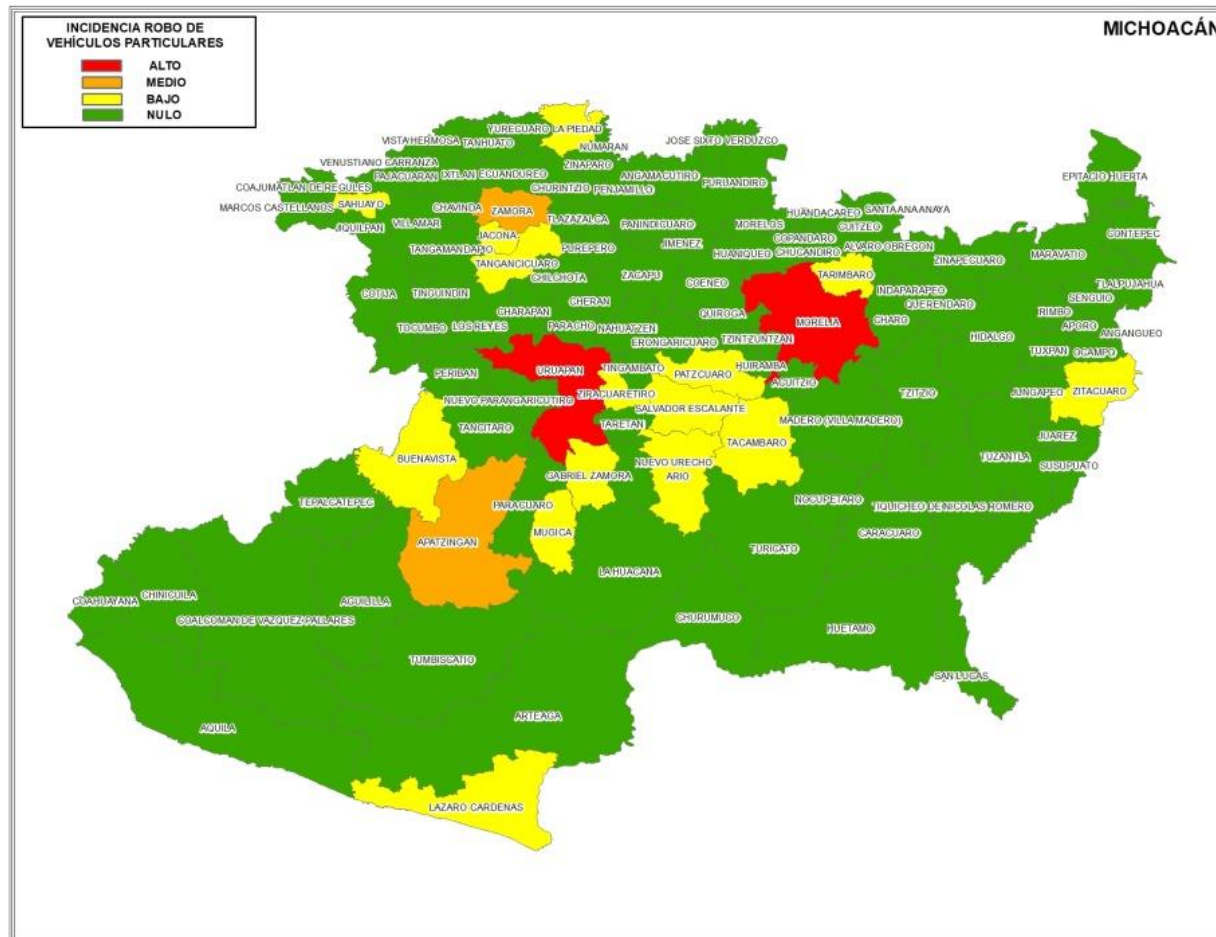 INCIDENCIA ROBO DE
VEHÍCULOS PARTICULARES
ALTO
MEDIO
BAJO
NULO
MICHOACÁN
YURECUARO LA PIEDAD
VISTA HERMOSA
TANHUATO
NUMARAN
JOSE SIXTO VERDUZCO
VENUSTIANO CARRANZA
ZINAPARO
PAJACUARAN
IXTLAN
ECUANDUREO
ANGAMACUTIRO
PURUANDIRO
EPITACIO HUERTA
COAJUMATLAN DE REGULES
CHURINTZIO
PENJAMILLO
MARCOS CASTELLANOS
SAHUAYO
CHAVINDA
ZAMORA
TLAZAZALCA
HUANDACAREO
SANTA ANA ANAYA
JIQUILPAN
VILLAMAR
PANINDICUARO
MORELOS
CUITZEO
CONTEPEC
JACONA
COPANDARO
TANGAMANDAPIO
PUREPERO
JIMENEZ
HUANIQUEO
CHUCANDIRO
ALVARO OBREGON
ZINAPECUARO
MARAVATIO
TANGANCICUARO
CHILCHOTA
ZACAPU
COENEO
TARIMBARO
TLALPUJAHUA
COTIJA
TINGUINDIN
CHERAN
INDAPARAPEO
QUERENDARO
SENGUIO
CHARAPAN
QUIROGA
MORELIA
CHARO
RIMBO
TOCUMBO
LOS REYES
PARACHO
NAHUATZEN
APORO
ANGANGUEO
ERONGARICUARO
TZINTZUNTZAN
HIDALGO
TUXPAN
OCAMPO
PERIBAN
URUAPAN
TINGAMBATO
PATZCUARO
HUIRAMBA
ACUITZIO
TZITZIO
JUNGAPEO
ZITACUARO
NUEVO PARANGARICUTIRO
ZIRACUARETIRO
SALVADOR ESCALANTE
TANCITARO
TARETAN
TACAMBARO
MADERO (VILLA MADERO)
JUAREZ
BUENAVISTA
NUEVO URECHO
TUZANTLA
SUSUPUATO
GABRIEL ZAMORA
ARIO
TEPALCATEPEC
PARACUARO
NOCUPETARO
TIQUICHEO DE NICOLAS ROMERO
APATZINGAN
MUGICA
CARACUARO
TURICATO
LA HUACANA
COAHUAYANA
CHINICUILA
AGUILILLA
COALCOMAN DE VAZQUEZ PALLARES
CHURUMUCO
HUETAMO
TUMBISCATIO
SAN LUCAS
AQUILA
ARTEAGA
LAZARO CARDENAS